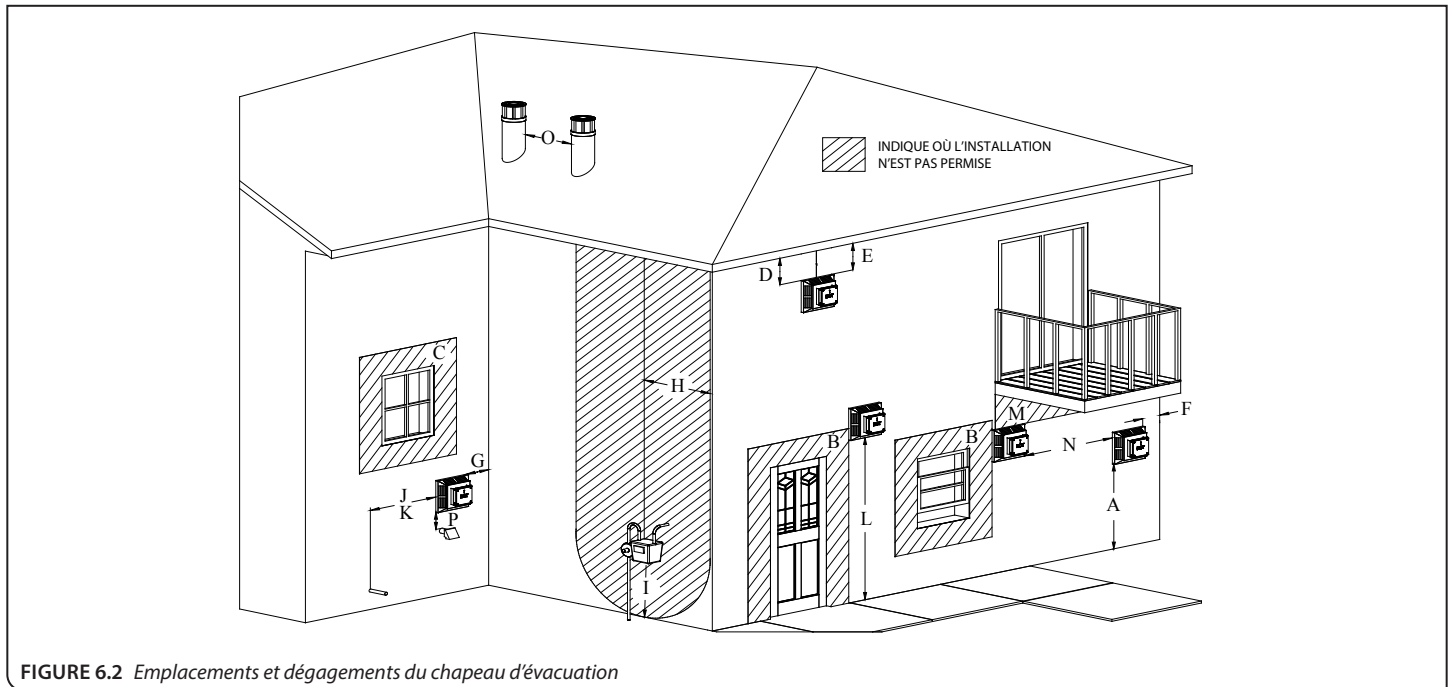 O
INDIQUE OÙ L'INSTALLATION
N'EST PAS PERMISE
D
E
C
H
M
F
B
B
N
G
J
K
P
L
A
I
FIGURE 6.2 Emplacements et dégagements du chapeau d'évacuation